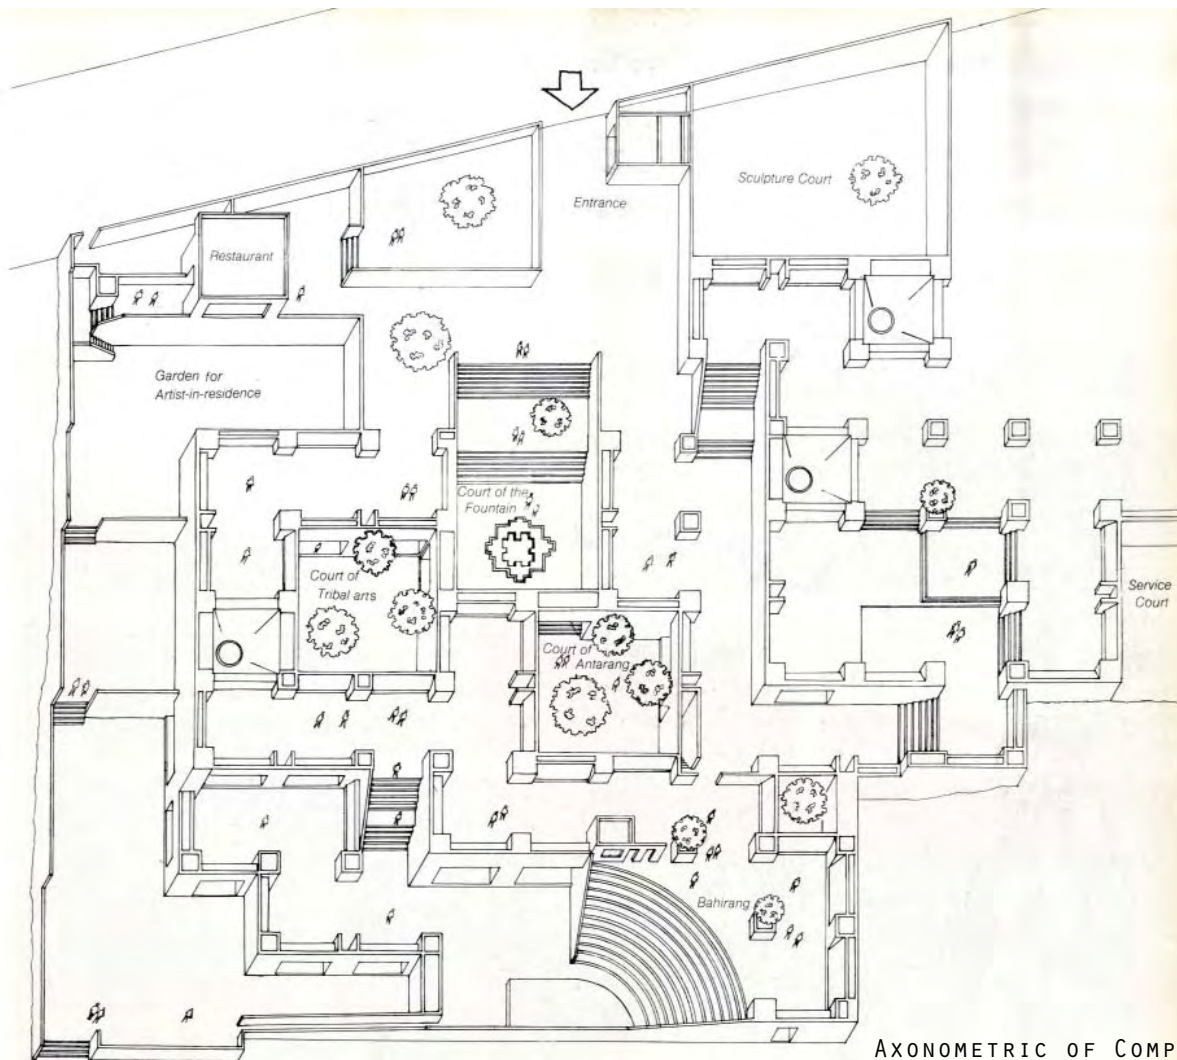 Entrance
Sculpture Court
Restaurant
Garden for
Artist-in-residence
Court of the
Fountain
Court of
Tribal arts
Court of
Antarang
Service
Court
Bahirang
AXONOMETRIC OF COMP